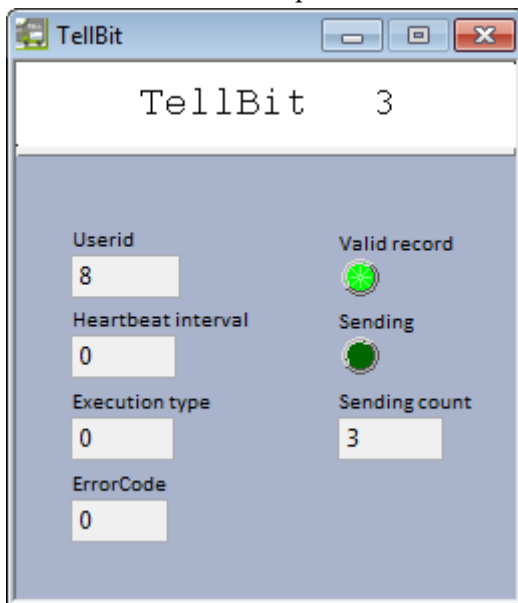 TellBit
TellBit 3
Userid
8
Valid record
Heartbeat interval
0
Sending
Execution type
0
Sending count
3
ErrorCode
0